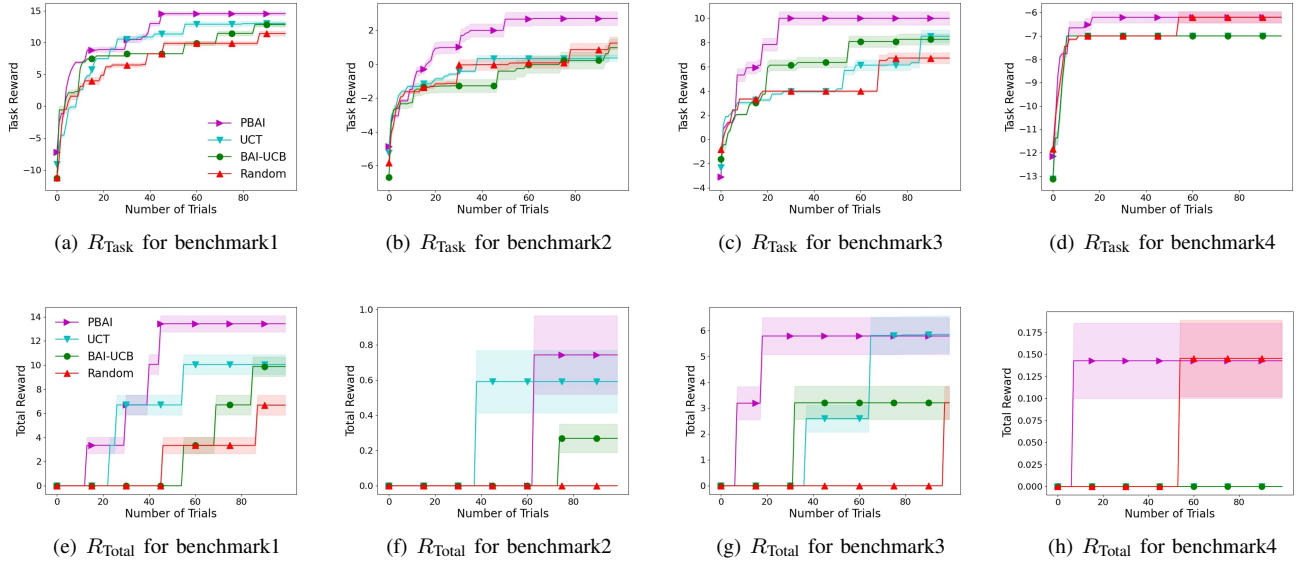 15
10
5
0
−5
−10
Task Reward
PBAI
UCT
BAI-UCB
Random
0 20 40 60 80
Number of Trials
(a) R_Task for benchmark1
2
0
−2
−4
−6
Task Reward
0 20 40 60 80
Number of Trials
(b) R_Task for benchmark2
10
8
6
4
2
0
−2
−4
Task Reward
0 20 40 60 80
Number of Trials
(c) R_Task for benchmark3
−6
−7
−8
−9
−10
−11
−12
−13
Task Reward
0 20 40 60 80
Number of Trials
(d) R_Task for benchmark4
14
12
10
8
6
4
2
0
Total Reward
PBAI
UCT
BAI-UCB
Random
0 20 40 60 80
Number of Trials
(e) R_Total for benchmark1
1.0
0.8
0.6
0.4
0.2
0.0
Total Reward
0 20 40 60 80
Number of Trials
(f) R_Total for benchmark2
6
5
4
3
2
1
0
Total Reward
0 20 40 60 80
Number of Trials
(g) R_Total for benchmark3
0.175
0.150
0.125
0.100
0.075
0.050
0.025
0.000
Total Reward
0 20 40 60 80
Number of Trials
(h) R_Total for benchmark4